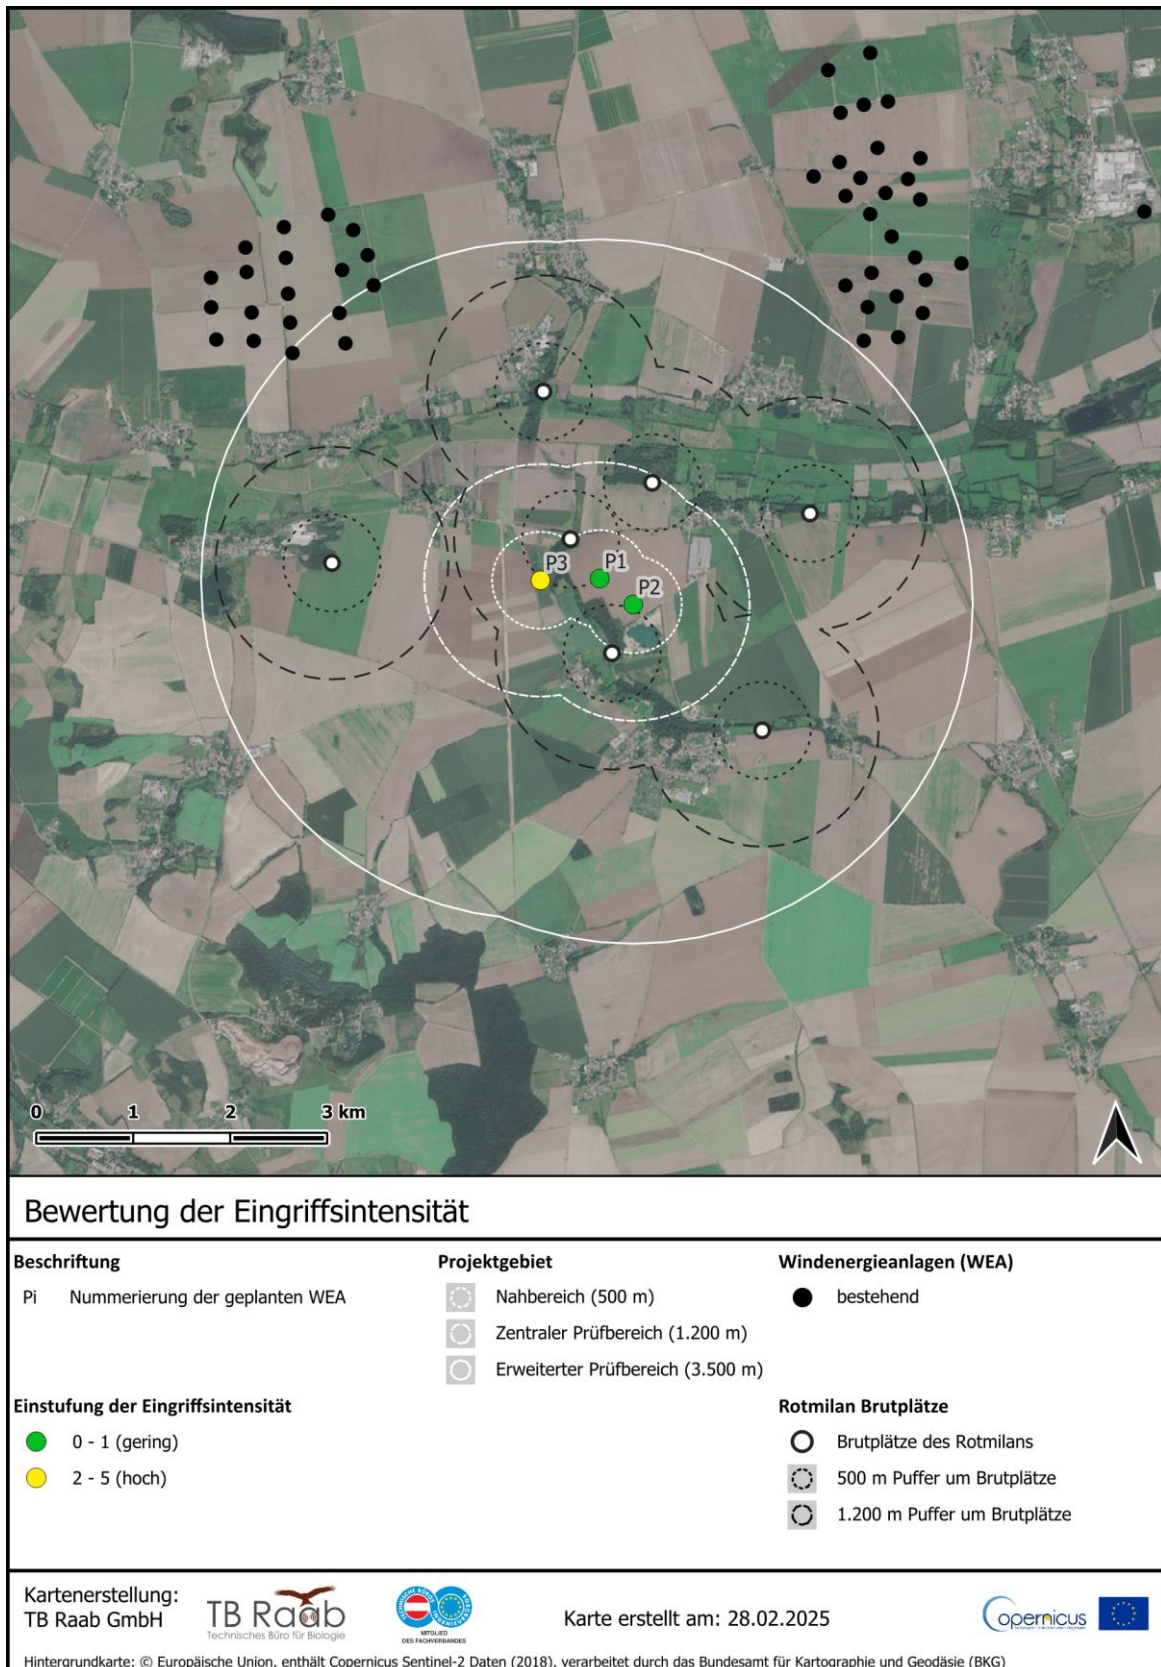 P3
P1
P2
0 1 2 3 km
Bewertung der Eingriffsintensität
Beschriftung
Pi Nummerierung der geplanten WEA
Projektgebiet
Nahbereich (500 m)
Zentraler Prüfbereich (1.200 m)
Erweiterter Prüfbereich (3.500 m)
Windenergieanlagen (WEA)
bestehend
Einstufung der Eingriffsintensität
0 - 1 (gering)
2 - 5 (hoch)
Rotmilan Brutplätze
Brutplätze des Rotmilans
500 m Puffer um Brutplätze
1.200 m Puffer um Brutplätze
Kartenerstellung:
TB Raab GmbH
TB Raab
Technisches Büro für Biologie
MITGLIED
DES FACHVERBANDES
Karte erstellt am: 28.02.2025
opernicus
Hintergrundkarte: © Europäische Union, enthält Copernicus Sentinel-2 Daten (2018), verarbeitet durch das Bundesamt für Kartographie und Geodäsie (BKG)